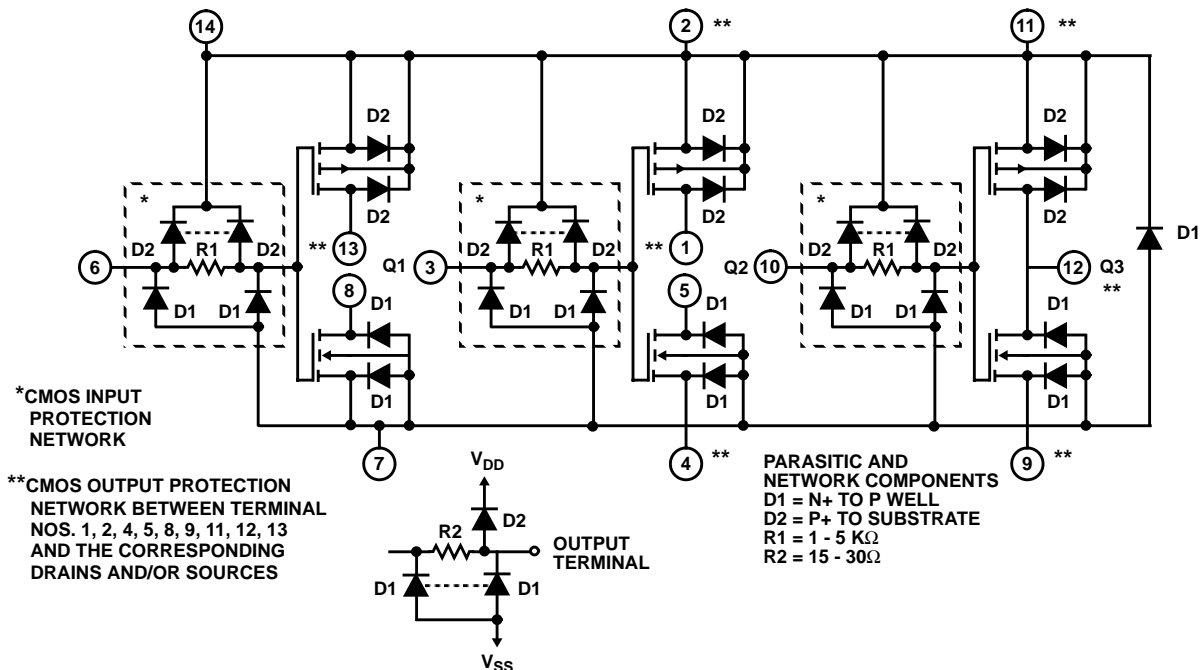 14
2 **
11 **
D2
D2
D2
D2
D2
D2
*
*
*
D2
R1
D2
D2
R1
D2
D2
R1
D2
D1
6
** 13
Q1 3
** 1
Q2 10
12 Q3
**
8
5
D1
D1
D1
D1
D1
D1
D1
D1
D1
D1
D1
D1
*CMOS INPUT
PROTECTION
NETWORK
7
4 **
9 **
**CMOS OUTPUT PROTECTION
NETWORK BETWEEN TERMINAL
NOS. 1, 2, 4, 5, 8, 9, 11, 12, 13
AND THE CORRESPONDING
DRAINS AND/OR SOURCES
VDD
D2
R2
OUTPUT
TERMINAL
D1
D1
VSS
PARASITIC AND
NETWORK COMPONENTS
D1 = N+ TO P WELL
D2 = P+ TO SUBSTRATE
R1 = 1 - 5 KΩ
R2 = 15 - 30Ω